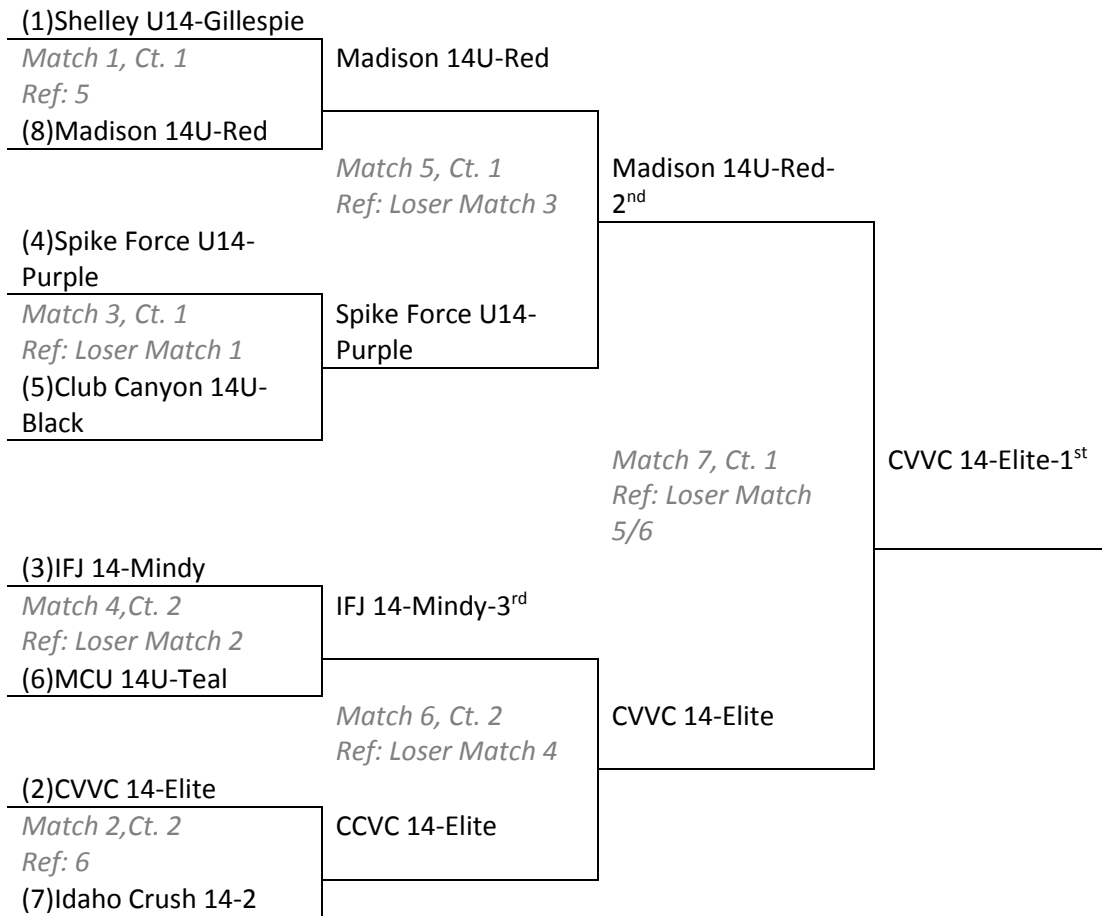 (1)Shelley U14-Gillespie
Match 1, Ct. 1
Ref: 5
(8)Madison 14U-Red
Madison 14U-Red
Match 5, Ct. 1
Ref: Loser Match 3
Madison 14U-Red-
2nd
(4)Spike Force U14-
Purple
Match 3, Ct. 1
Ref: Loser Match 1
(5)Club Canyon 14U-
Black
Spike Force U14-
Purple
Match 7, Ct. 1
Ref: Loser Match
5/6
CVVC 14-Elite-1st
(3)IFJ 14-Mindy
Match 4,Ct. 2
Ref: Loser Match 2
(6)MCU 14U-Teal
IFJ 14-Mindy-3rd
Match 6, Ct. 2
Ref: Loser Match 4
CVVC 14-Elite
(2)CVVC 14-Elite
Match 2,Ct. 2
Ref: 6
(7)Idaho Crush 14-2
CCVC 14-Elite